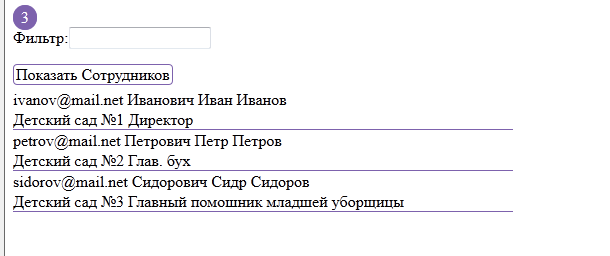 3
Фильтр:
Показать Сотрудников
ivanov@mail.net Иванович Иван Иванов
Детский сад №1 Директор
petrov@mail.net Петрович Петр Петров
Детский сад №2 Глав. бух
sidorov@mail.net Сидорович Сидр Сидоров
Детский сад №3 Главный помошник младшей уборщицы